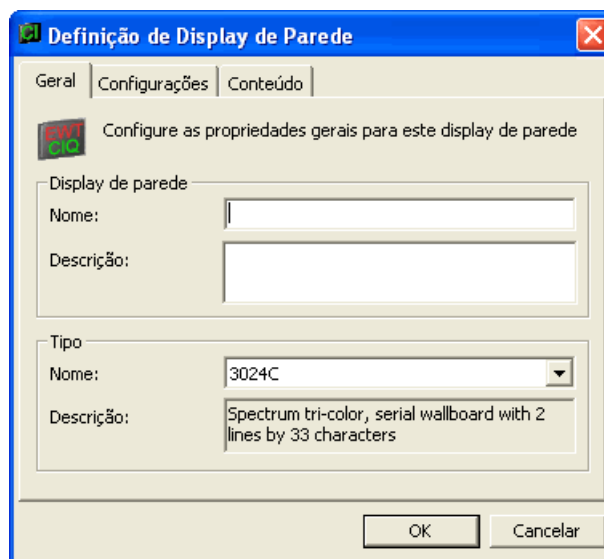 Definição de Display de Parede
Geral Configurações Conteúdo
EWT
CIQ
Configure as propriedades gerais para este display de parede
Display de parede
Nome:
Descrição:
Tipo
Nome: 3024C
Descrição: Spectrum tri-color, serial wallboard with 2
lines by 33 characters
OK Cancelar